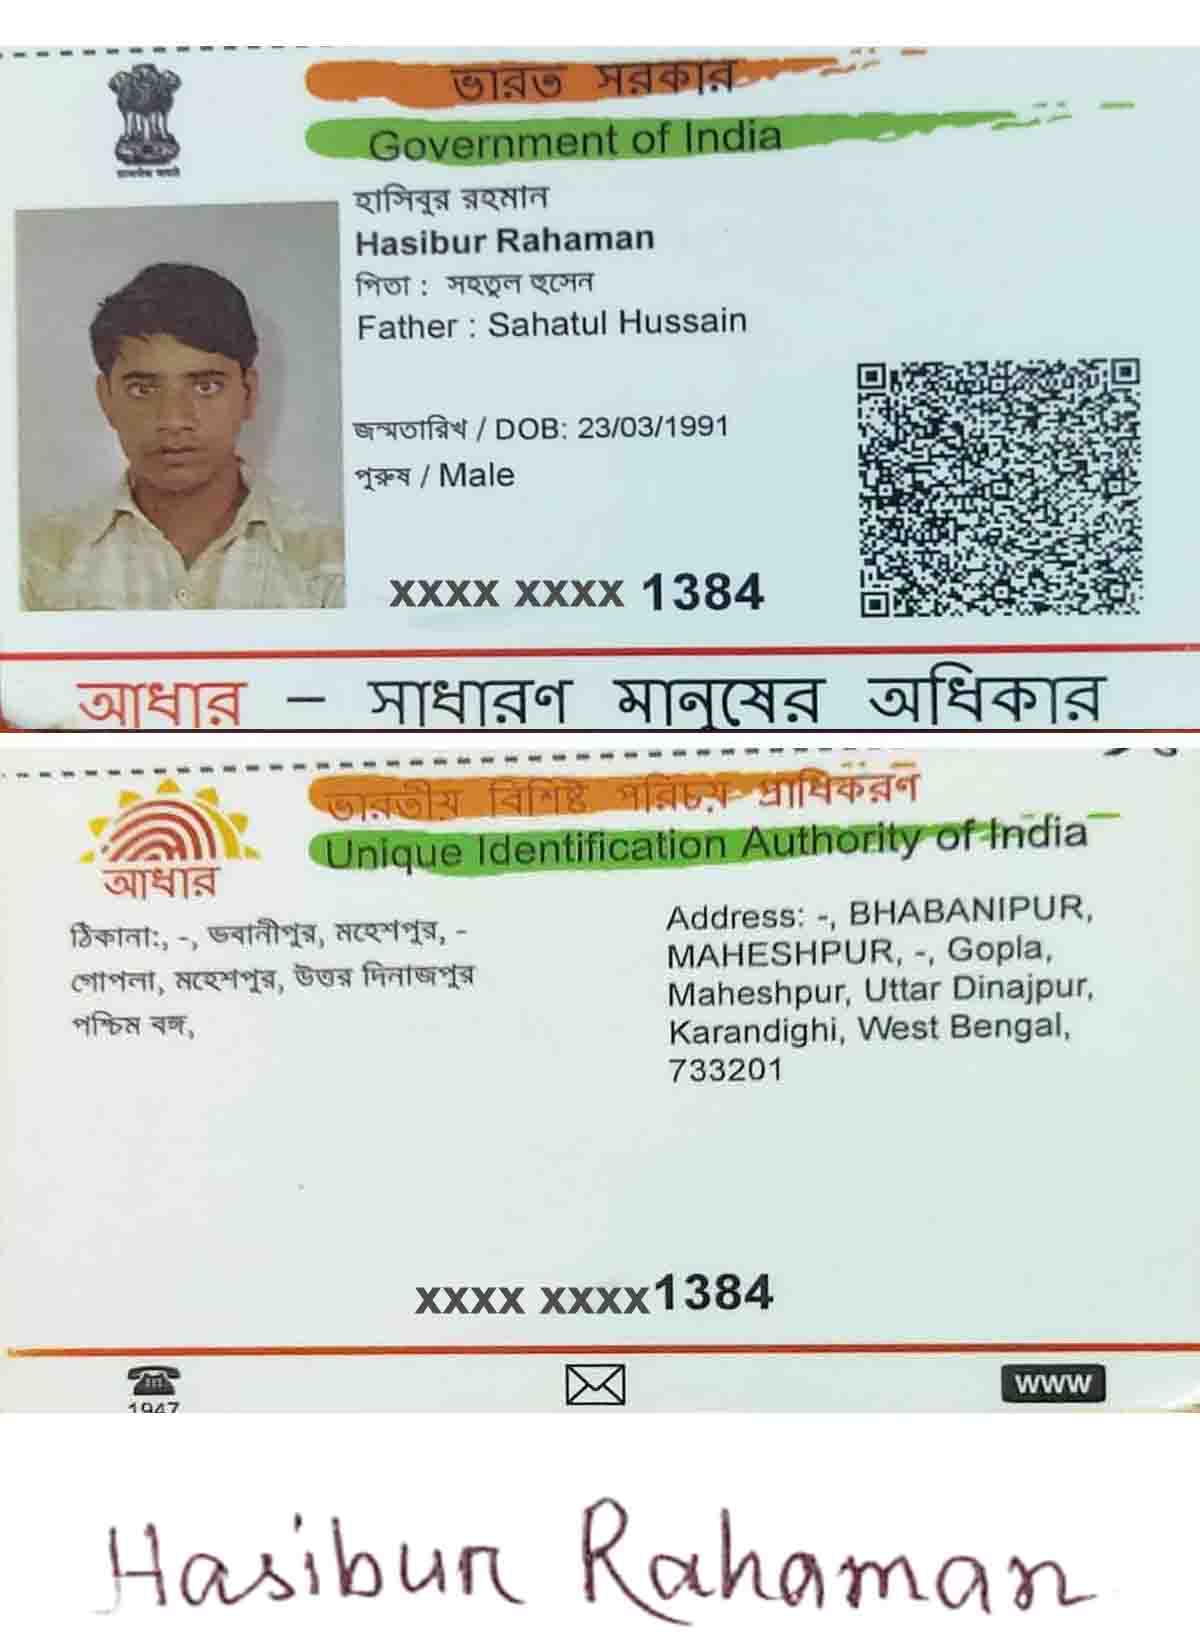 ভারত সরকার
Government of India
হাসিবুর রহমান
Hasibur Rahaman
পিতা : সহতুল হুসেন
Father : Sahatul Hussain
জন্মতারিখ / DOB: 23/03/1991
পুরুষ / Male
xxxx xxxx 1384
আধার – সাধারণ মানুষের অধিকার
ভারতীয় বিশিষ্ট পরিচয় প্রাধিকরণ
Unique Identification Authority of India
আধার
ঠিকানা:, -, ভবানীপুর, মহেশপুর, -
গোপলা, মহেশপুর, উত্তর দিনাজপুর
পশ্চিম বঙ্গ,
Address: -, BHABANIPUR,
MAHESHPUR, -, Gopla,
Maheshpur, Uttar Dinajpur,
Karandighi, West Bengal,
733201
xxxx xxxx 1384
1947
www
Hasibur Rahaman